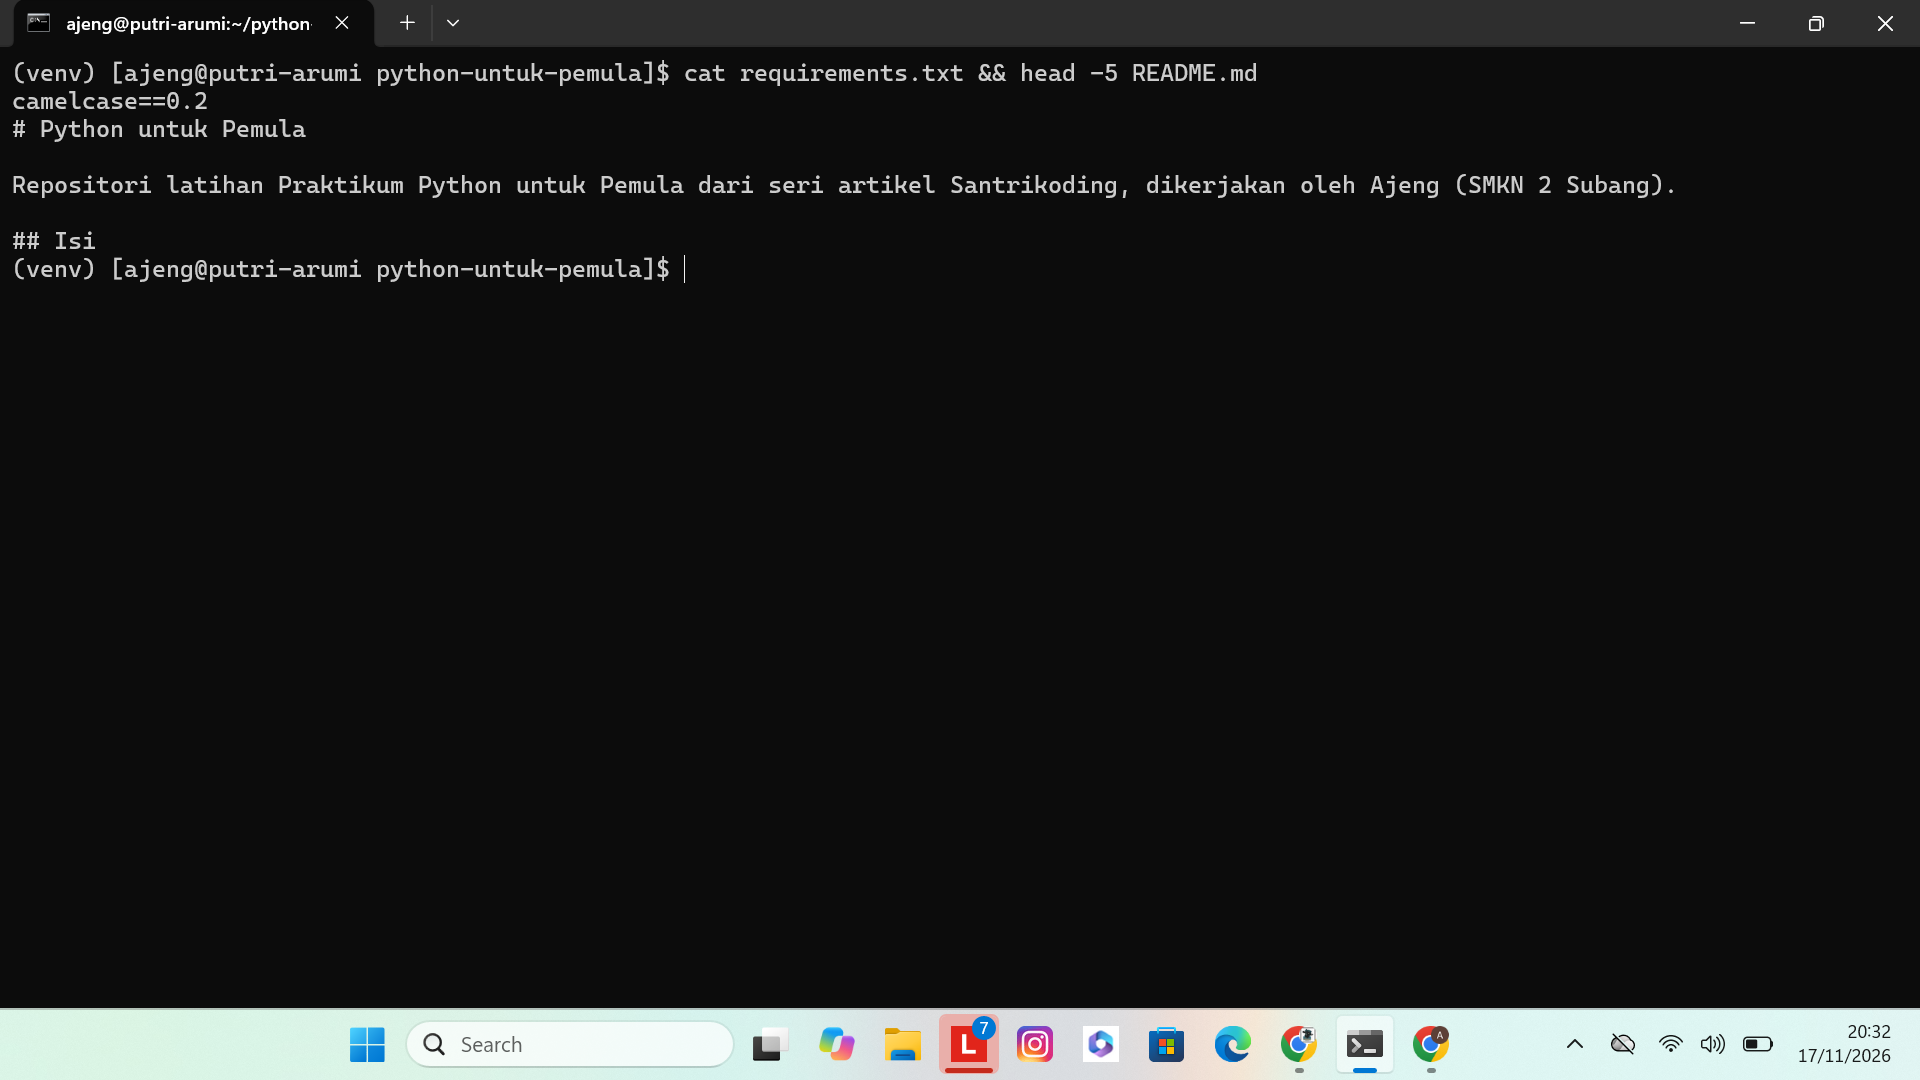 ajeng@putri-arumi:~/python-
(venv) [ajeng@putri-arumi python-untuk-pemula]$ cat requirements.txt && head -5 README.md
camelcase==0.2
# Python untuk Pemula
Repositori latihan Praktikum Python untuk Pemula dari seri artikel Santrikoding, dikerjakan oleh Ajeng (SMKN 2 Subang).
## Isi
(venv) [ajeng@putri-arumi python-untuk-pemula]$
Search
L
7
A
20:32
17/11/2026